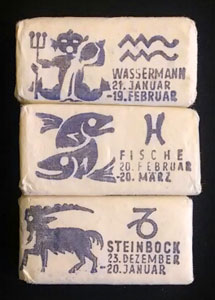 WASSERMANN
21. JANUAR
-19. FEBRUAR
FISCHE
20. FEBRUAR
-20. MÄRZ
STEINBOCK
23. DEZEMBER
-20. JANUAR